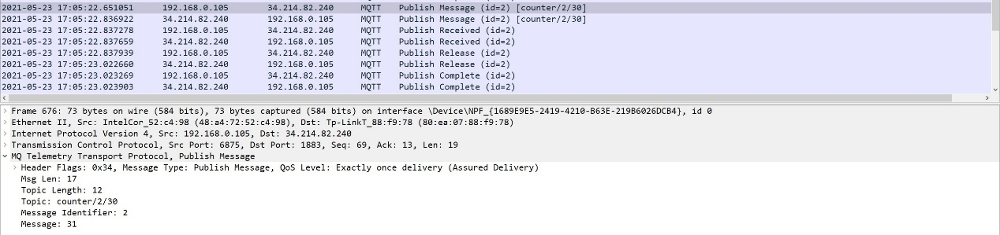 2021-05-23 17:05:22.651051 192.168.0.105 34.214.82.240 MQTT Publish Message (id=2) [counter/2/30]
2021-05-23 17:05:22.836922 34.214.82.240 192.168.0.105 MQTT Publish Message (id=2) [counter/2/30]
2021-05-23 17:05:22.837278 192.168.0.105 34.214.82.240 MQTT Publish Received (id=2)
2021-05-23 17:05:22.837659 34.214.82.240 192.168.0.105 MQTT Publish Received (id=2)
2021-05-23 17:05:22.837939 192.168.0.105 34.214.82.240 MQTT Publish Release (id=2)
2021-05-23 17:05:23.022660 34.214.82.240 192.168.0.105 MQTT Publish Release (id=2)
2021-05-23 17:05:23.023269 192.168.0.105 34.214.82.240 MQTT Publish Complete (id=2)
2021-05-23 17:05:23.023903 34.214.82.240 192.168.0.105 MQTT Publish Complete (id=2)
Frame 676: 73 bytes on wire (584 bits), 73 bytes captured (584 bits) on interface \Device\NPF_{1689E9E5-2419-4210-B63E-219B6026DCB4}, id 0
Ethernet II, Src: IntelCor_52:c4:98 (48:a4:72:52:c4:98), Dst: Tp-LinkT_88:f9:78 (80:ea:07:88:f9:78)
Internet Protocol Version 4, Src: 192.168.0.105, Dst: 34.214.82.240
Transmission Control Protocol, Src Port: 6875, Dst Port: 1883, Seq: 69, Ack: 13, Len: 19
MQ Telemetry Transport Protocol, Publish Message
Header Flags: 0x34, Message Type: Publish Message, QoS Level: Exactly once delivery (Assured Delivery)
Msg Len: 17
Topic Length: 12
Topic: counter/2/30
Message Identifier: 2
Message: 31